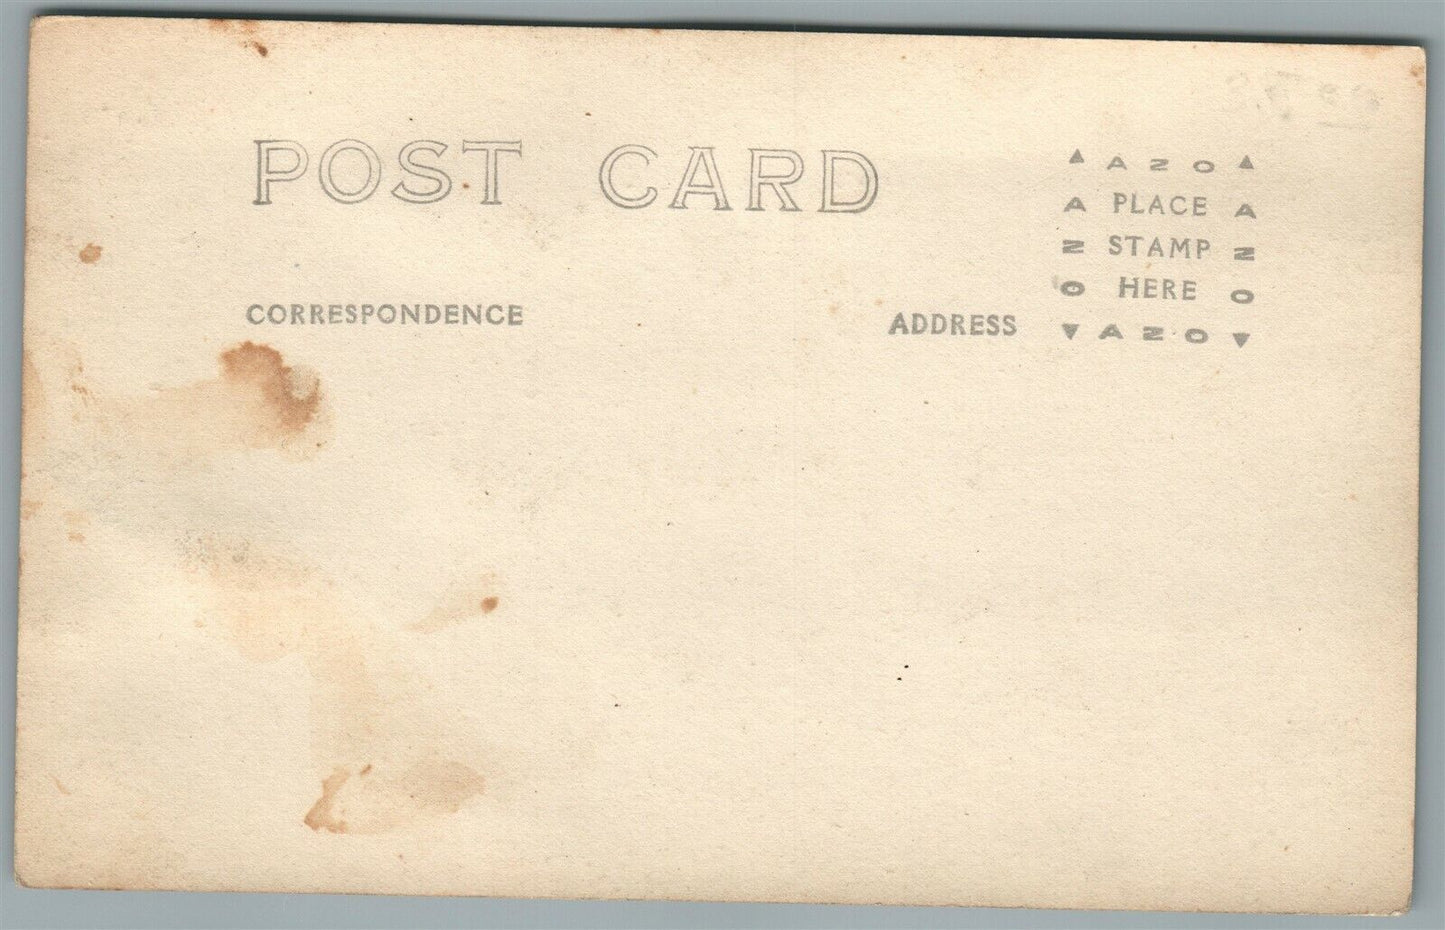 POST CARD
CORRESPONDENCE
ADDRESS
AZO
A PLACE A
Z STAMP Z
O HERE O
AZO